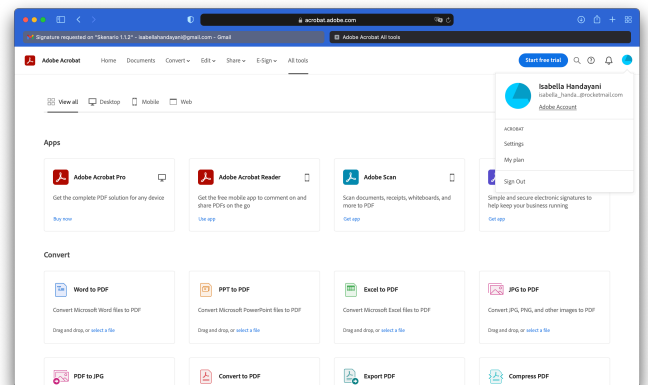 acrobat.adobe.com
Signature requested on "Skenario 1.1.2" - isabellahandayani@gmail.com - Gmail
Adobe Acrobat All tools
Adobe Acrobat
Home
Documents
Convert
Edit
Share
E-Sign
All tools
Start free trial
Isabella Handayani
isabella_handa...@rocketmail.com
Adobe Account
ACROBAT
Settings
My plan
Sign Out
View all
Desktop
Mobile
Web
Apps
Adobe Acrobat Pro
Get the complete PDF solution for any device
Buy now
Adobe Acrobat Reader
Get the free mobile app to comment on and
share PDFs on the go
Use app
Adobe Scan
Scan documents, receipts, whiteboards, and
more to PDF
Get app
Simple and secure electronic signatures to
help keep your business running
Get app
Convert
Word to PDF
Convert Microsoft Word files to PDF
Drag and drop, or select a file
PPT to PDF
Convert Microsoft PowerPoint files to PDF
Drag and drop, or select a file
Excel to PDF
Convert Microsoft Excel files to PDF
Drag and drop, or select a file
JPG to PDF
Convert JPG, PNG, and other images to PDF
Drag and drop, or select a file
PDF to JPG
Convert to PDF
Export PDF
Compress PDF